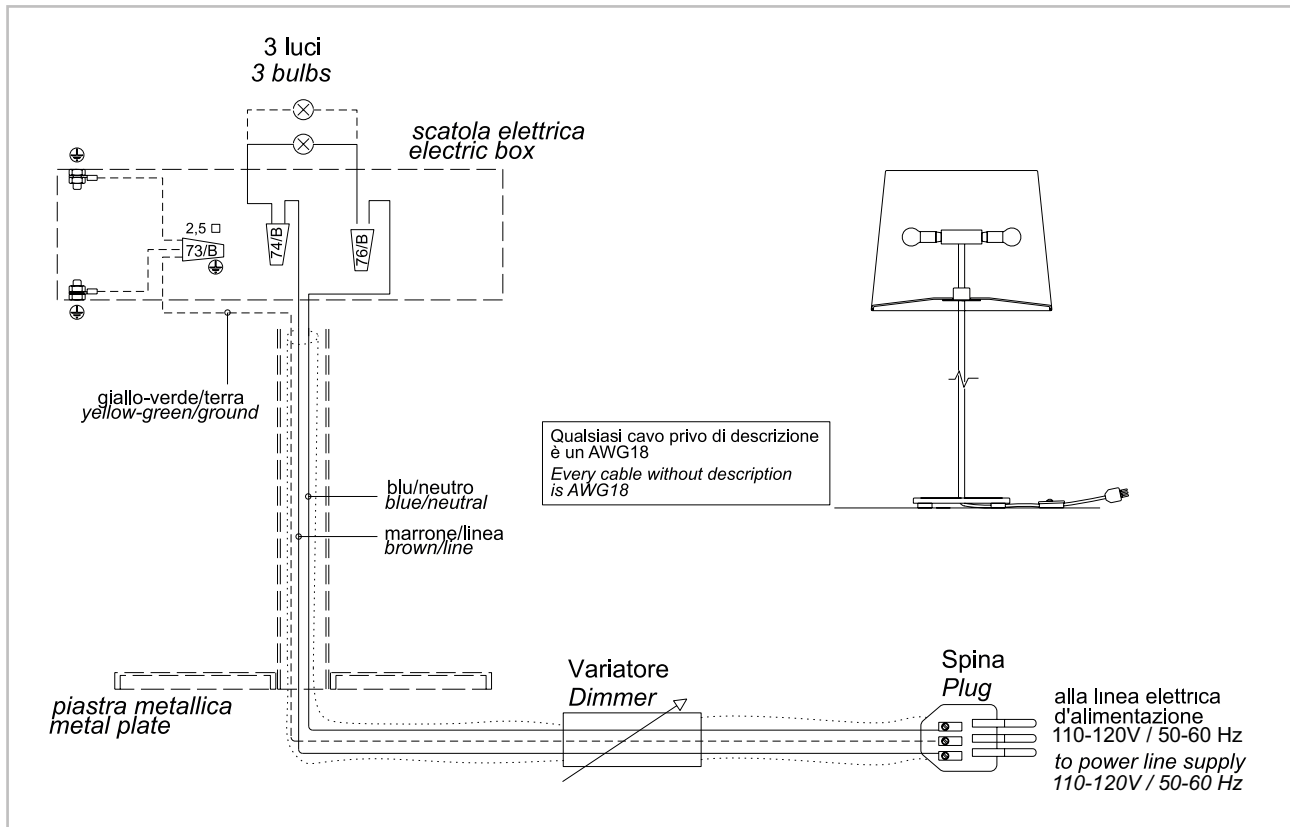 3 luci
3 bulbs
scatola elettrica
electric box
2,5 □
73/B
74/B
76/B
giallo-verde/terra
yellow-green/ground
Qualsiasi cavo privo di descrizione
è un AWG18
Every cable without description
is AWG18
blu/neutro
blue/neutral
marrone/linea
brown/line
piastra metallica
metal plate
Variatore
Dimmer
Spina
Plug
alla linea elettrica
d'alimentazione
110-120V / 50-60 Hz
to power line supply
110-120V / 50-60 Hz